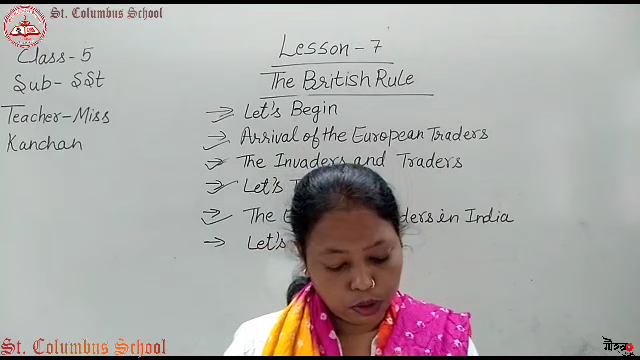 St. Columbus School
Class-5
Sub- SSt
Teacher-Miss
Kanchan
Lesson-7
The British Rule
→ Let's Begin
→ Arrival of the European Traders
→ The Invaders and Traders
→ Let's
→ The in India
→ Let's
St. Columbus School